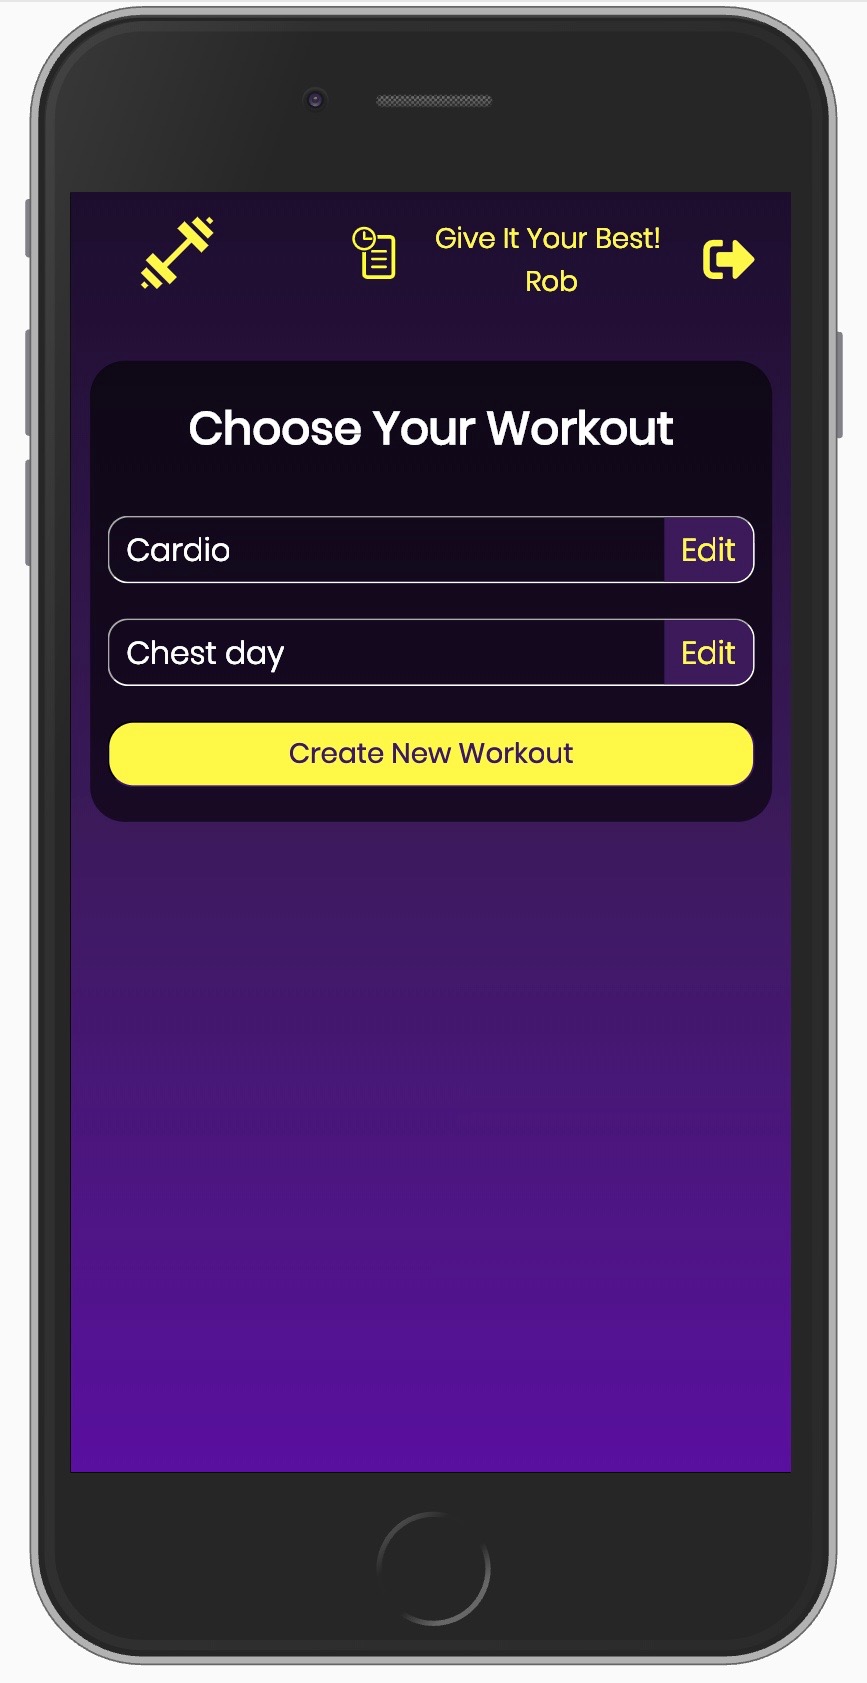 Give It Your Best!
Rob
Choose Your Workout
Cardio Edit
Chest day Edit
Create New Workout